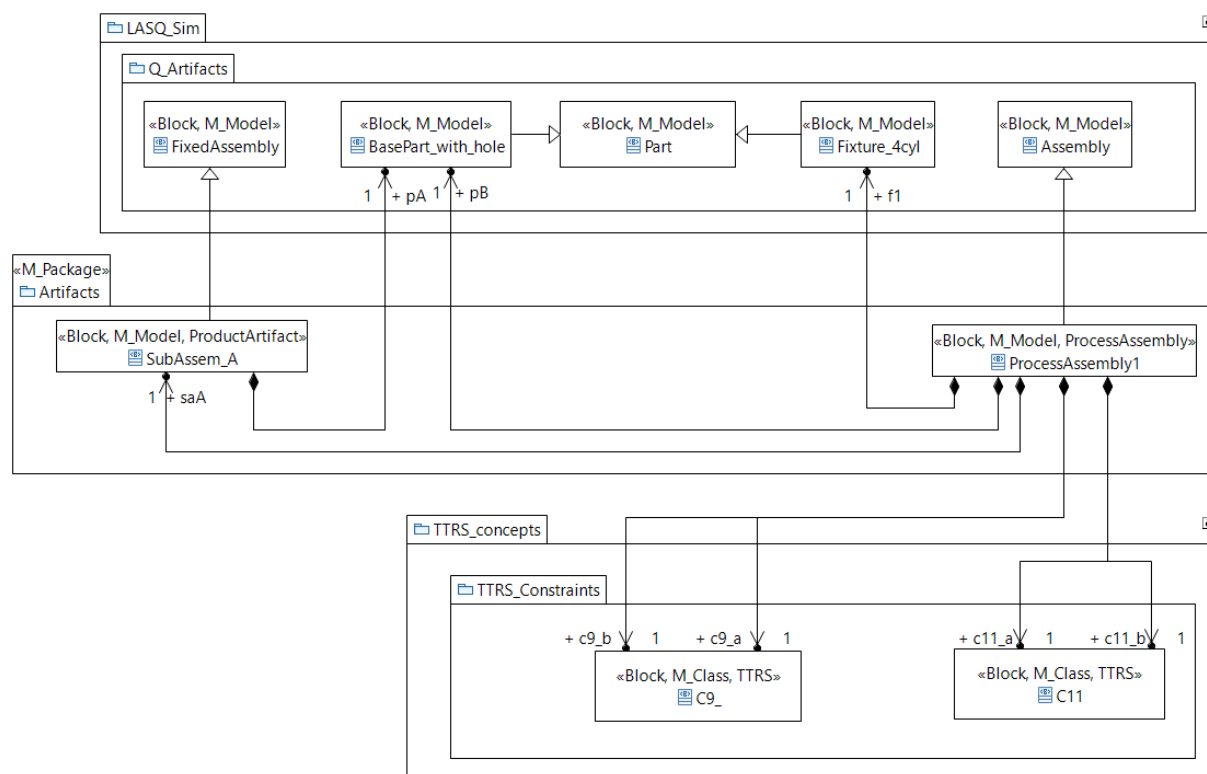 LASQ_Sim
Q_Artifacts
«Block, M_Model»
FixedAssembly
«Block, M_Model»
BasePart_with_hole
«Block, M_Model»
Part
«Block, M_Model»
Fixture_4cyl
«Block, M_Model»
Assembly
1 + pA
1 + pB
1 + f1
«M_Package»
Artifacts
«Block, M_Model, ProductArtifact»
SubAssem_A
«Block, M_Model, ProcessAssembly»
ProcessAssembly1
1 + saA
TTRS_concepts
TTRS_Constraints
+ c9_b 1
+ c9_a 1
+ c11_a 1
+ c11_b 1
«Block, M_Class, TTRS»
C9_
«Block, M_Class, TTRS»
C11